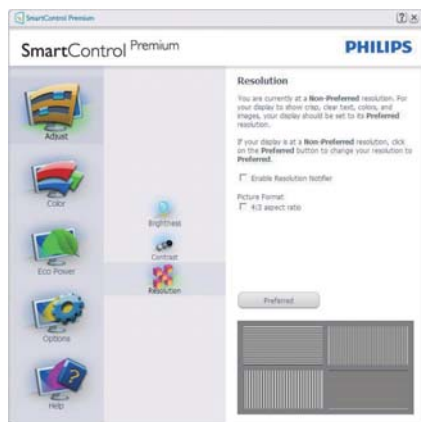 SmartControl Premium
SmartControl Premium
PHILIPS
Adjust
Color
Eco Power
Options
Help
Brightness
Contrast
Resolution
Resolution
You are currently at a Non-Preferred resolution. For
your display to show crisp, clear text, colors, and
images, your display should be set to its Preferred
resolution.
If your display is at a Non-Preferred resolution, click
on the Preferred button to change your resolution to
Preferred.
Enable Resolution Notifier
Picture Format
4:3 aspect ratio
Preferred